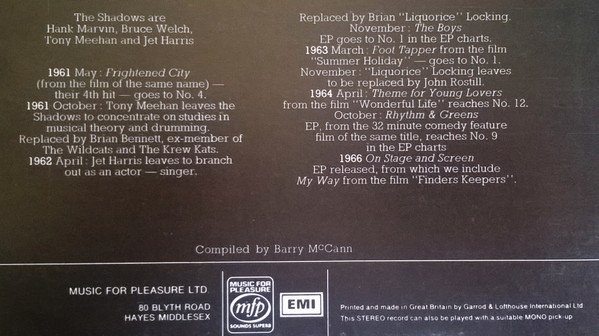 The Shadows are
Hank Marvin, Bruce Welch,
Tony Meehan and Jet Harris
1961 May: Frightened City
(from the film of the same name) —
their 4th hit — goes to No. 4.
1961 October: Tony Meehan leaves the
Shadows to concentrate on studies in
musical theory and drumming.
Replaced by Brian Bennett, ex-member of
The Wildcats and The Krew Kats.
1962 April: Jet Harris leaves to branch
out as an actor — singer.
Replaced by Brian "Liquorice" Locking.
November: The Boys
EP goes to No. 1 in the EP charts.
1963 March: Foot Tapper from the film
"Summer Holiday" — goes to No. 1.
November: "Liquorice" Locking leaves
to be replaced by John Rostill.
1964 April: Theme for Young Lovers
from the film "Wonderful Life" reaches No. 12.
October: Rhythm & Greens
EP, from the 32 minute comedy feature
film of the same title, reaches No. 9
in the EP charts
1966 On Stage and Screen
EP released, from which we include
My Way from the film "Finders Keepers".
Compiled by Barry McCann
MUSIC FOR PLEASURE LTD.
80 BLYTH ROAD
HAYES MIDDLESEX
MUSIC FOR
PLEASURE
mfp
SOUNDS SUPERB
EMI
Printed and made in Great Britain by Garrod & Lofthouse International Ltd.
This STEREO record can also be played with a suitable MONO pick-up